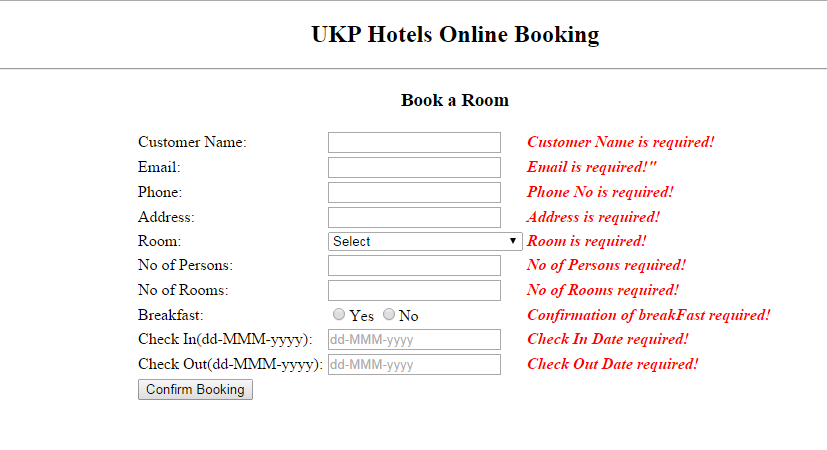 UKP Hotels Online Booking
Book a Room
Customer Name: Customer Name is required!
Email: Email is required!"
Phone: Phone No is required!
Address: Address is required!
Room: Select Room is required!
No of Persons: No of Persons required!
No of Rooms: No of Rooms required!
Breakfast: Yes No Confirmation of breakFast required!
Check In(dd-MMM-yyyy): dd-MMM-yyyy Check In Date required!
Check Out(dd-MMM-yyyy): dd-MMM-yyyy Check Out Date required!
Confirm Booking